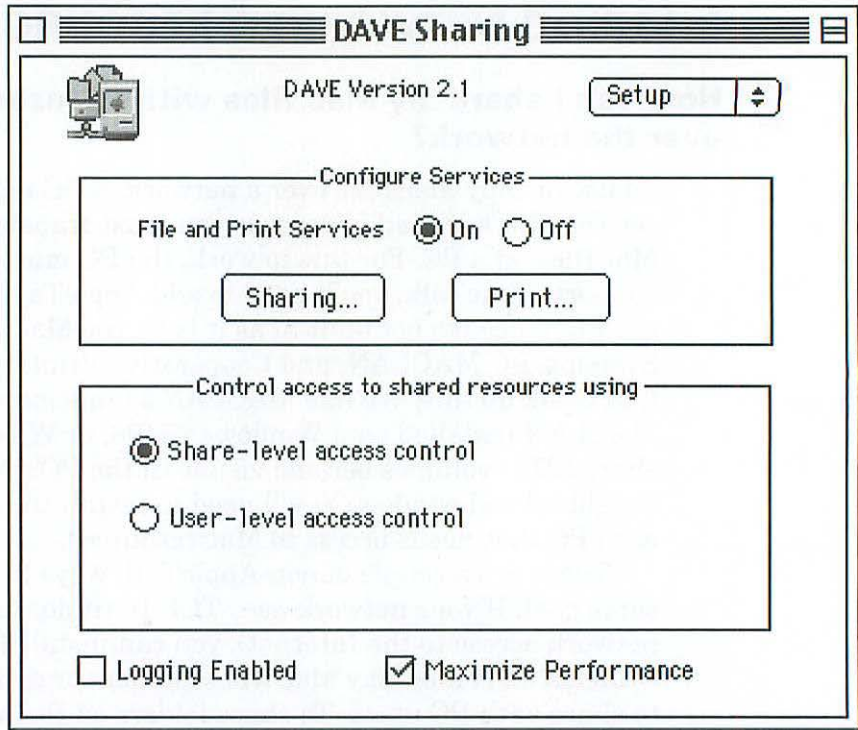 DAVE Sharing
DAVE Version 2.1
Setup
Configure Services
File and Print Services On Off
Sharing... Print...
Control access to shared resources using
Share-level access control
User-level access control
Logging Enabled Maximize Performance